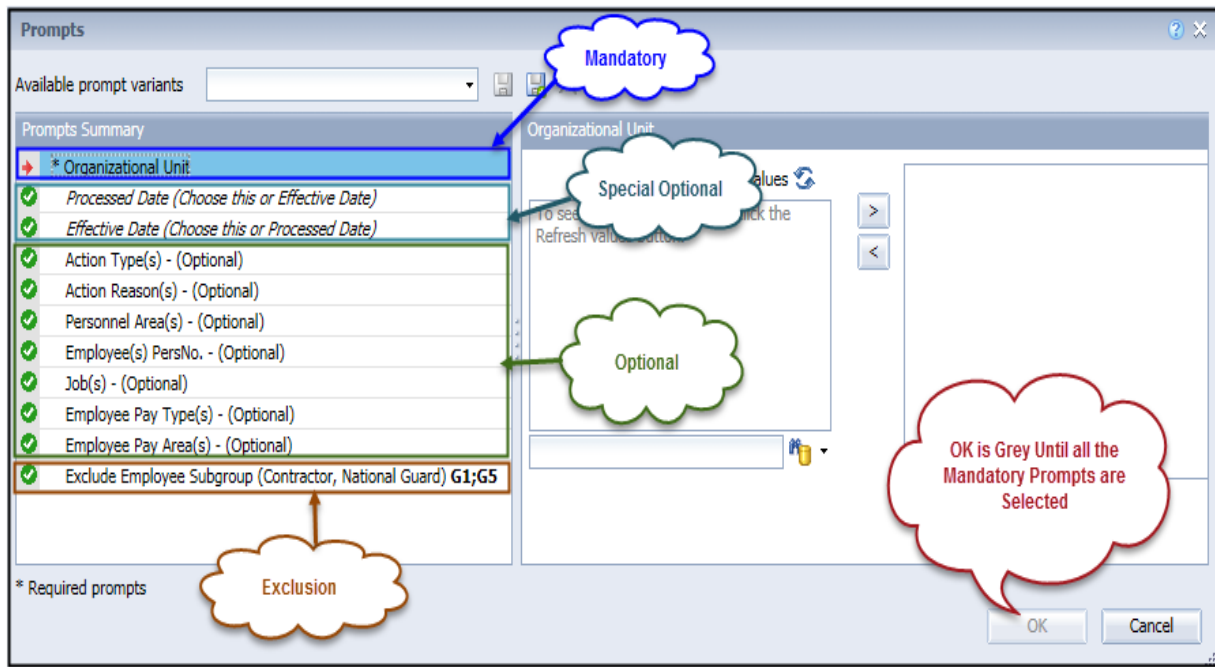 Prompts
Mandatory
Available prompt variants
Prompts Summary
Organizational Unit
* Organizational Unit
Processed Date (Choose this or Effective Date)
Effective Date (Choose this or Processed Date)
Action Type(s) - (Optional)
Action Reason(s) - (Optional)
Personnel Area(s) - (Optional)
Employee(s) PersNo. - (Optional)
Job(s) - (Optional)
Employee Pay Type(s) - (Optional)
Employee Pay Area(s) - (Optional)
Exclude Employee Subgroup (Contractor, National Guard) G1;G5
Special Optional
To see
the
Refresh
>
<
Optional
OK is Grey Until all the
Mandatory Prompts are
Selected
Exclusion
* Required prompts
OK
Cancel